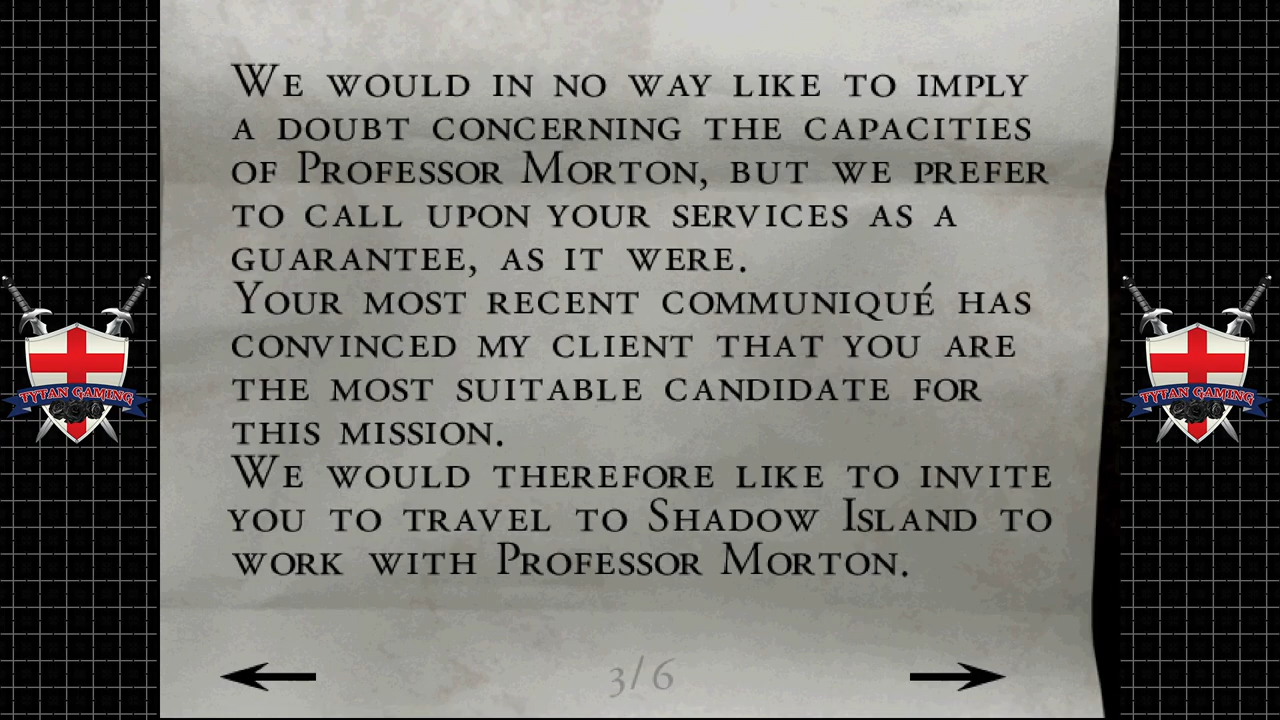 We would in no way like to imply
a doubt concerning the capacities
of Professor Morton, but we prefer
to call upon your services as a
guarantee, as it were.
Your most recent communiqué has
convinced my client that you are
the most suitable candidate for
this mission.
We would therefore like to invite
you to travel to Shadow Island to
work with Professor Morton.
3/6
TYTAN GAMING
TYTAN GAMING